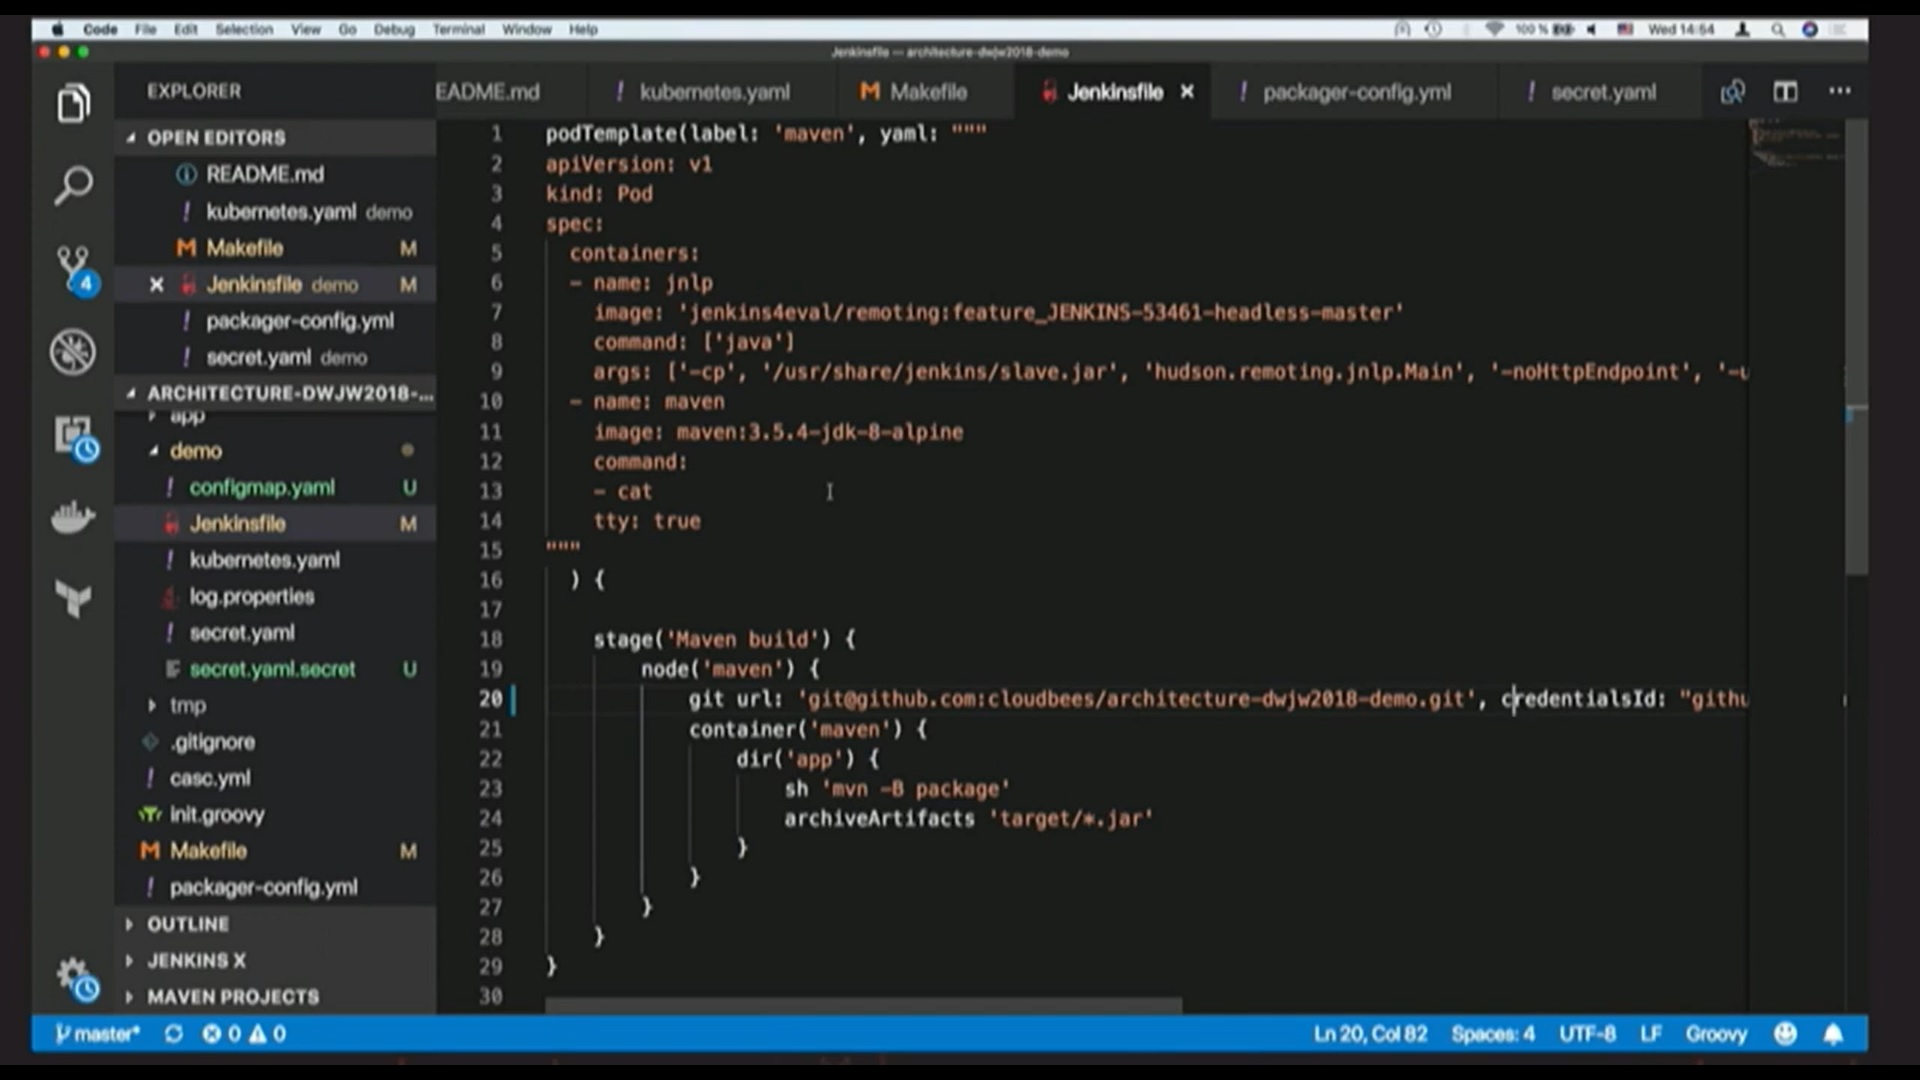 Code File Edit Selection View Go Debug Terminal Window Help 100% Wed 14:54
Jenkinsfile — architecture-dwjw2018-demo
EXPLORER
EADME.md ! kubernetes.yaml M Makefile Jenkinsfile × ! packager-config.yml ! secret.yaml ...
OPEN EDITORS
README.md
! kubernetes.yaml demo
M Makefile M
× Jenkinsfile demo M
! packager-config.yml
! secret.yaml demo
ARCHITECTURE-DWJW2018-...
app
demo
! configmap.yaml U
Jenkinsfile M
! kubernetes.yaml
log.properties
! secret.yaml
secret.yaml.secret U
tmp
.gitignore
! casc.yml
init.groovy
M Makefile M
! packager-config.yml
OUTLINE
JENKINS X
MAVEN PROJECTS
4
1 podTemplate(label: 'maven', yaml: """
2 apiVersion: v1
3 kind: Pod
4 spec:
5 containers:
6 - name: jnlp
7 image: 'jenkins4eval/remoting:feature_JENKINS-53461-headless-master'
8 command: ['java']
9 args: ['-cp', '/usr/share/jenkins/slave.jar', 'hudson.remoting.jnlp.Main', '-noHttpEndpoint', '-u
10 - name: maven
11 image: maven:3.5.4-jdk-8-alpine
12 command:
13 - cat
14 tty: true
15 """
16 ) {
17
18 stage('Maven build') {
19 node('maven') {
20 git url: 'git@github.com:cloudbees/architecture-dwjw2018-demo.git', credentialsId: "githu
21 container('maven') {
22 dir('app') {
23 sh 'mvn -B package'
24 archiveArtifacts 'target/*.jar'
25 }
26 }
27 }
28 }
29 }
30
master* 0 0 Ln 20, Col 82 Spaces: 4 UTF-8 LF Groovy